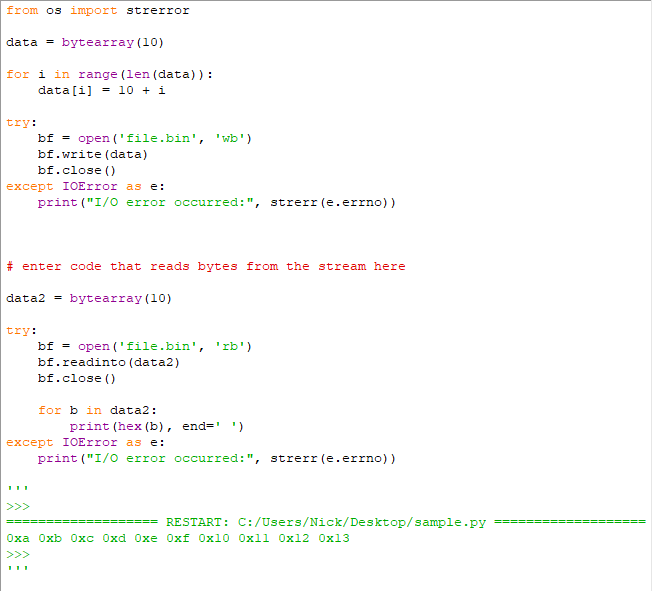 from os import strerror
data = bytearray(10)
for i in range(len(data)):
    data[i] = 10 + i
try:
    bf = open('file.bin', 'wb')
    bf.write(data)
    bf.close()
except IOError as e:
    print("I/O error occurred:", strerr(e.errno))
# enter code that reads bytes from the stream here
data2 = bytearray(10)
try:
    bf = open('file.bin', 'rb')
    bf.readinto(data2)
    bf.close()
    for b in data2:
        print(hex(b), end=' ')
except IOError as e:
    print("I/O error occurred:", strerr(e.errno))
'''
>>>
=================== RESTART: C:/Users/Nick/Desktop/sample.py ===================
0xa 0xb 0xc 0xd 0xe 0xf 0x10 0x11 0x12 0x13
>>>
'''